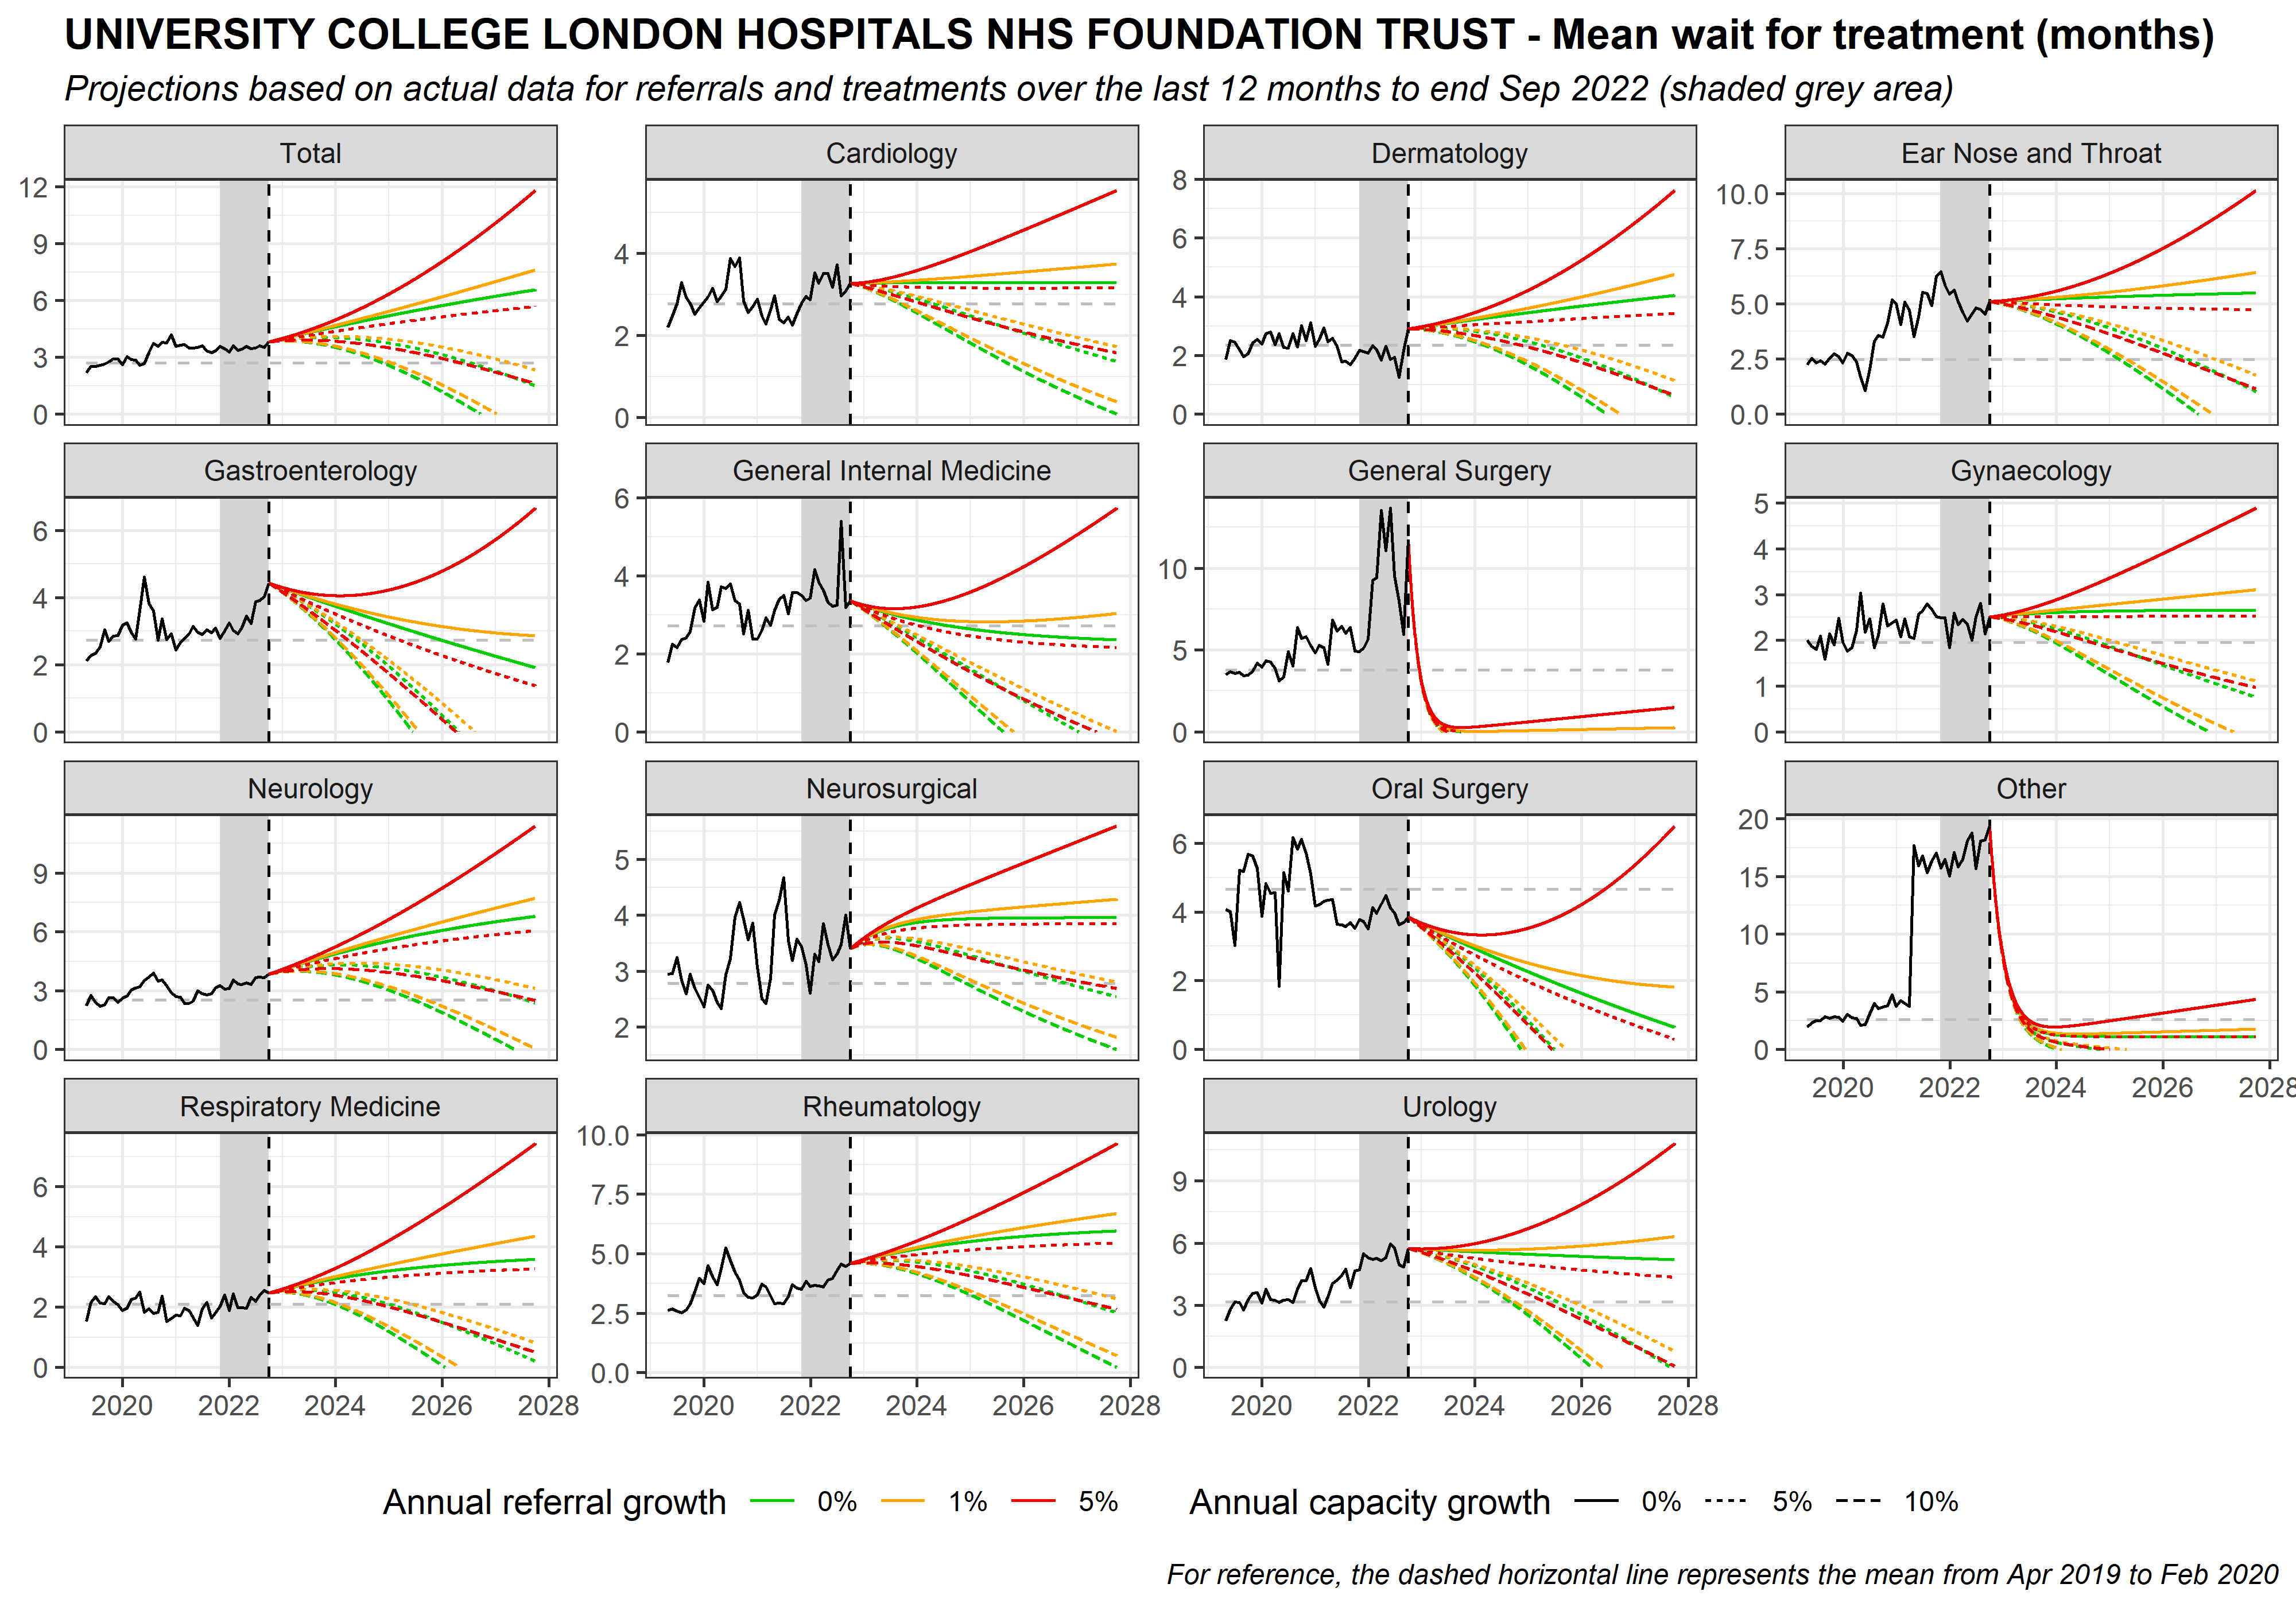 UNIVERSITY COLLEGE LONDON HOSPITALS NHS FOUNDATION TRUST - Mean wait for treatment (months)
Projections based on actual data for referrals and treatments over the last 12 months to end Sep 2022 (shaded grey area)
Total
12
9
6
3
0
Cardiology
4
2
0
Dermatology
8
6
4
2
0
Ear Nose and Throat
10.0
7.5
5.0
2.5
0.0
Gastroenterology
6
4
2
0
General Internal Medicine
6
4
2
0
General Surgery
10
5
0
Gynaecology
5
4
3
2
1
0
Neurology
9
6
3
0
Neurosurgical
5
4
3
2
Oral Surgery
6
4
2
0
Other
20
15
10
5
0
2020 2022 2024 2026 2028
Respiratory Medicine
6
4
2
0
2020 2022 2024 2026 2028
Rheumatology
10.0
7.5
5.0
2.5
0.0
2020 2022 2024 2026 2028
Urology
9
6
3
0
2020 2022 2024 2026 2028
Annual referral growth 0% 1% 5% Annual capacity growth 0% 5% 10%
For reference, the dashed horizontal line represents the mean from Apr 2019 to Feb 2020